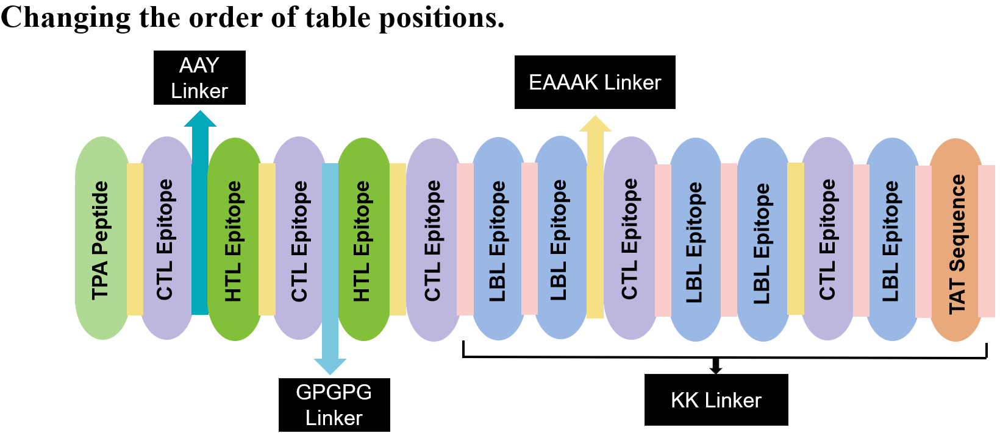 Changing the order of table positions.
AAY
Linker
EAAAK Linker
TPA Peptide
CTL Epitope
HTL Epitope
CTL Epitope
HTL Epitope
CTL Epitope
LBL Epitope
LBL Epitope
CTL Epitope
LBL Epitope
LBL Epitope
CTL Epitope
LBL Epitope
TAT Sequence
GPGPG
Linker
KK Linker